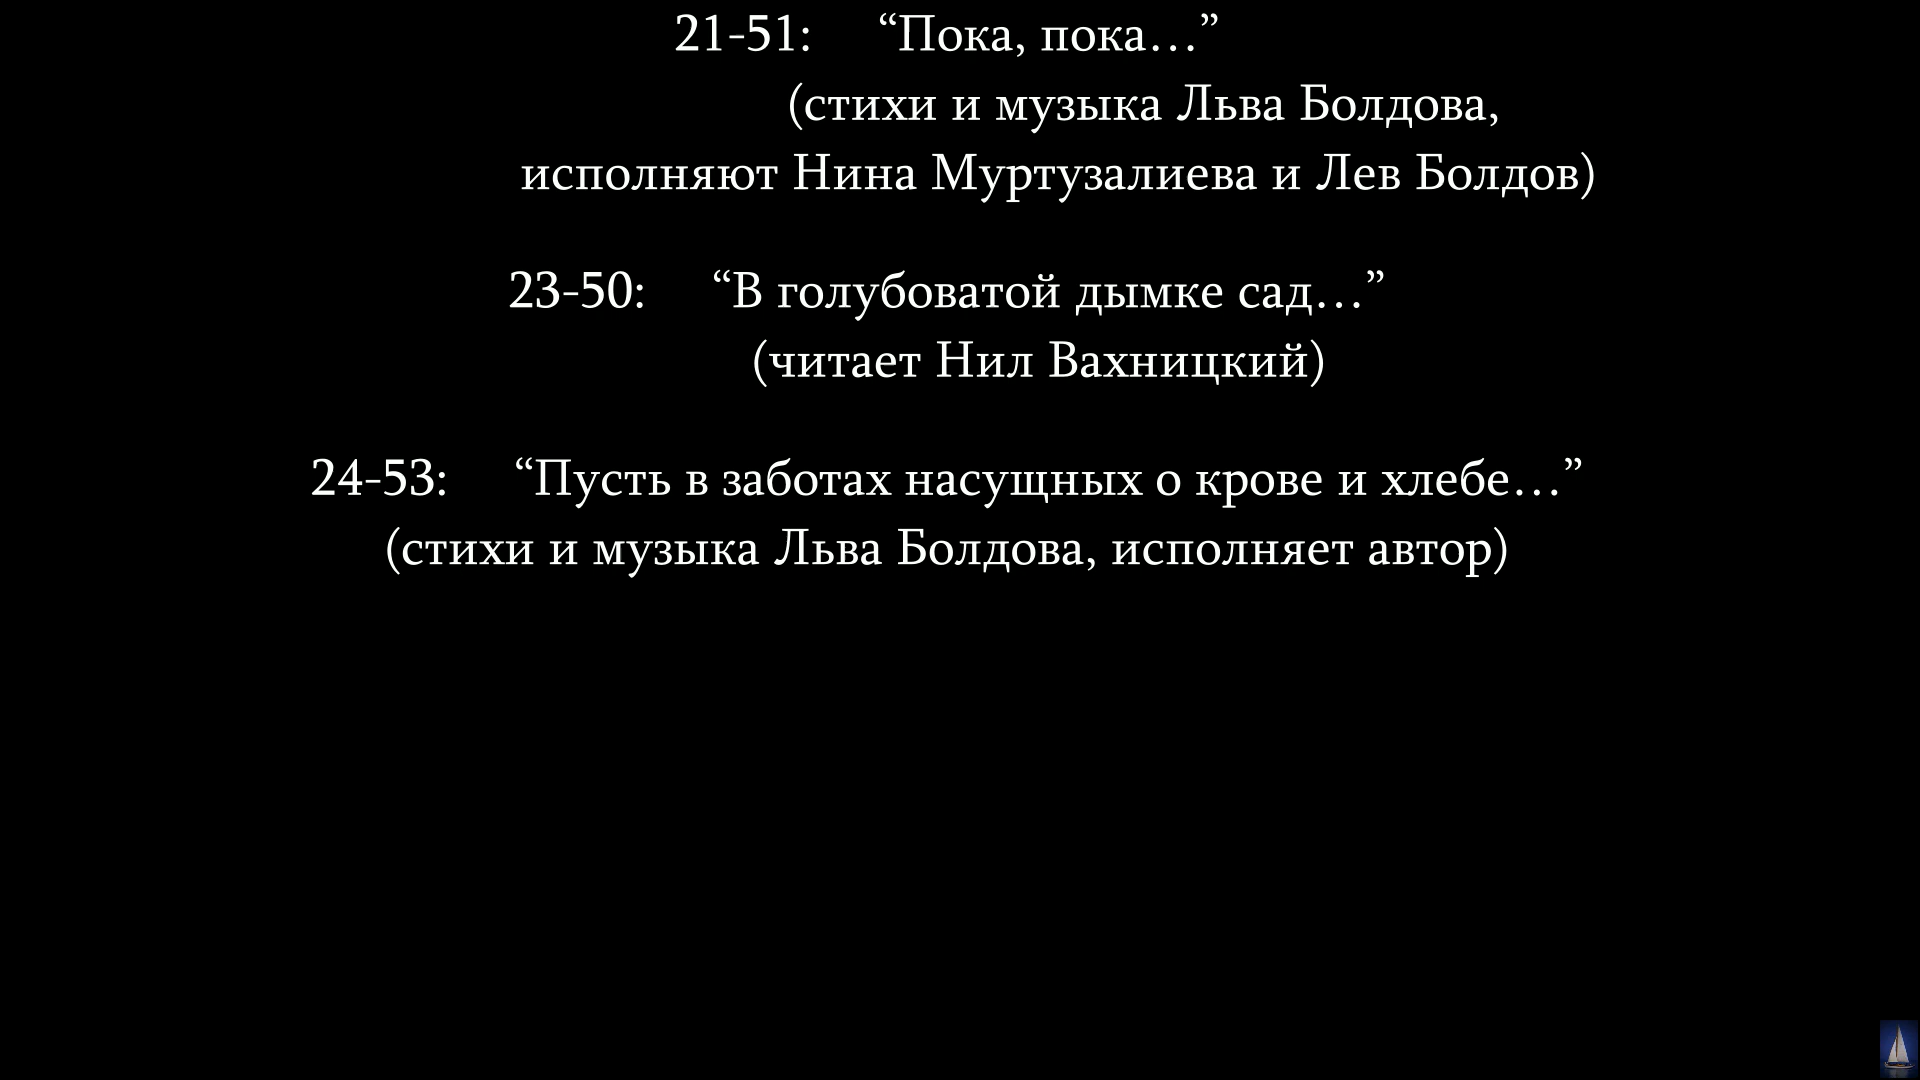 21-51: “Пока, пока…”
(стихи и музыка Льва Болдова,
исполняют Нина Муртузалиева и Лев Болдов)
23-50: “В голубоватой дымке сад…”
(читает Нил Вахницкий)
24-53: “Пусть в заботах насущных о крове и хлебе…”
(стихи и музыка Льва Болдова, исполняет автор)